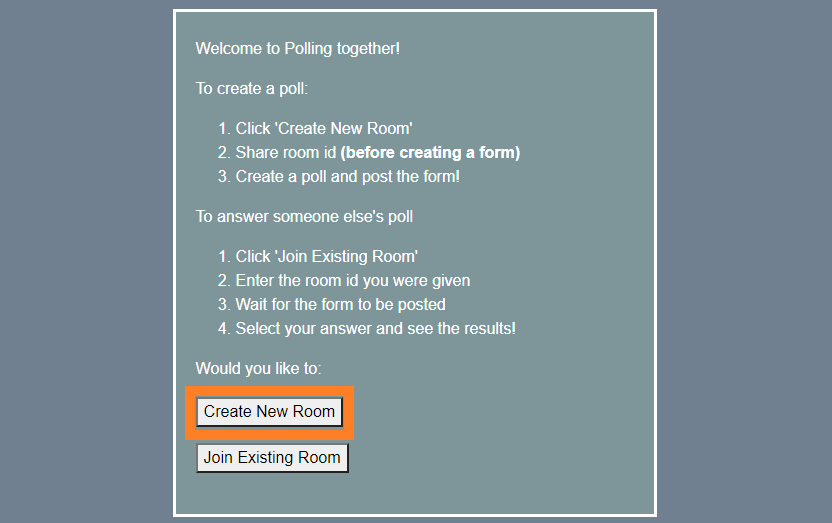 Welcome to Polling together!
To create a poll:
1. Click 'Create New Room'
2. Share room id (before creating a form)
3. Create a poll and post the form!
To answer someone else's poll
1. Click 'Join Existing Room'
2. Enter the room id you were given
3. Wait for the form to be posted
4. Select your answer and see the results!
Would you like to:
Create New Room
Join Existing Room